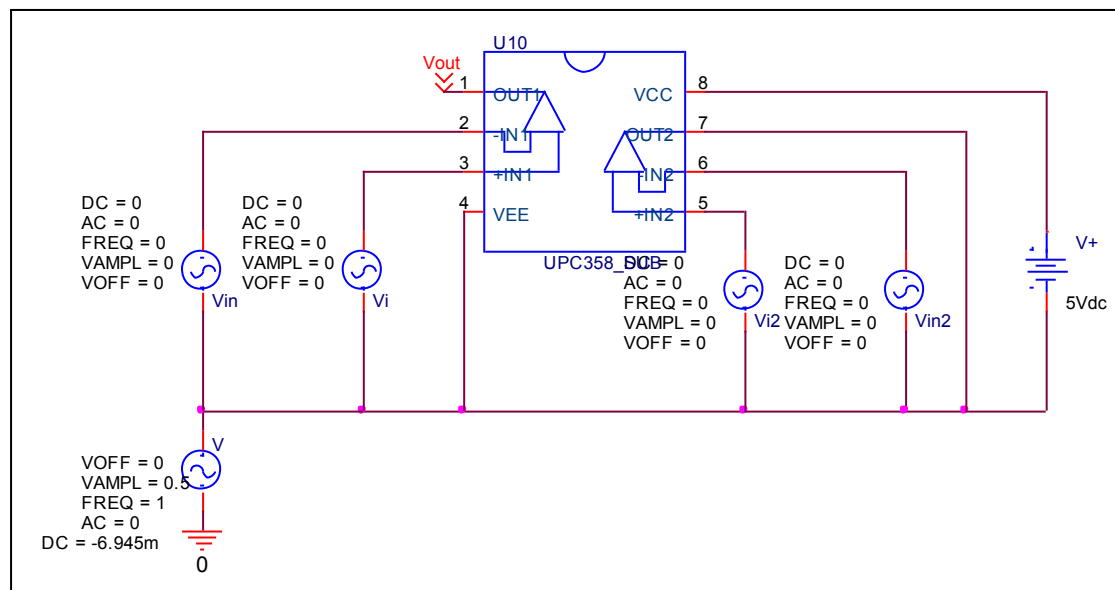 U10
Vout
1
OUT1
2
-IN1
3
+IN1
4
VEE
8
VCC
7
OUT2
6
-IN2
5
+IN2
UPC358_SUB
DC = 0
AC = 0
FREQ = 0
VAMPL = 0
VOFF = 0
Vin
DC = 0
AC = 0
FREQ = 0
VAMPL = 0
VOFF = 0
Vi
DC = 0
AC = 0
FREQ = 0
VAMPL = 0
VOFF = 0
Vi2
DC = 0
AC = 0
FREQ = 0
VAMPL = 0
VOFF = 0
Vin2
V+
5Vdc
V
VOFF = 0
VAMPL = 0.5
FREQ = 1
AC = 0
DC = -6.945m
0